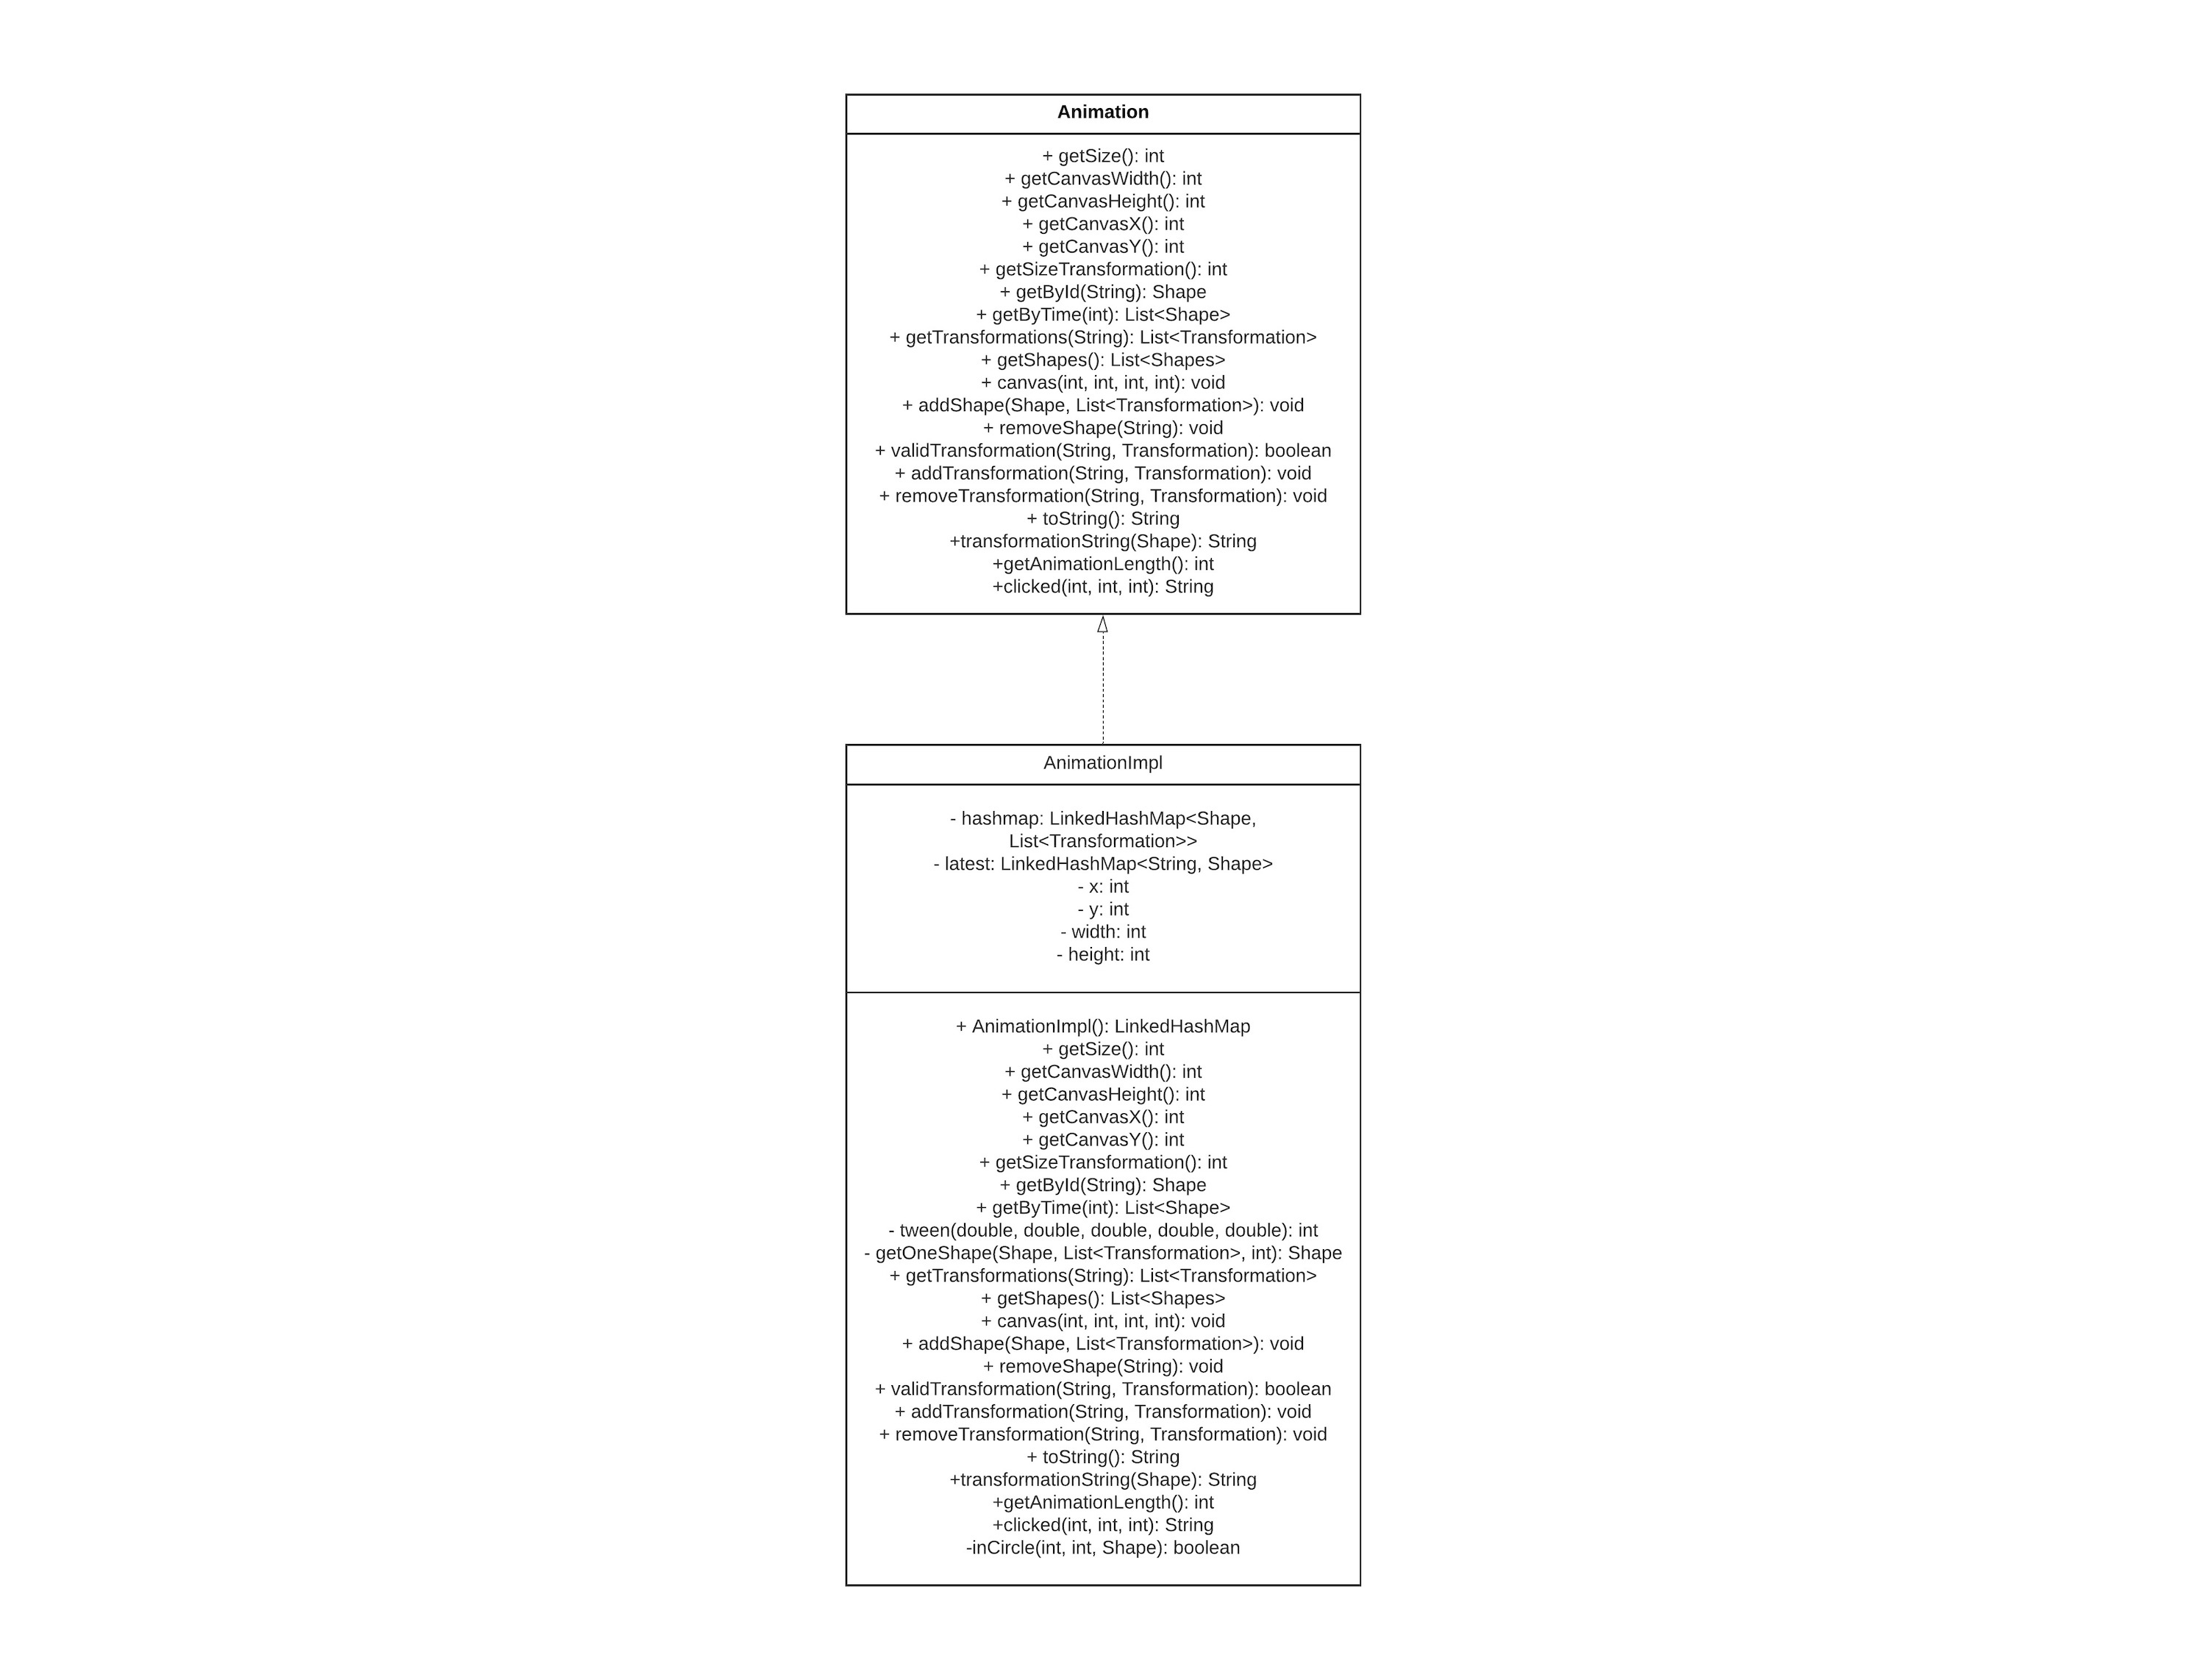 Animation
+ getSize(): int
+ getCanvasWidth(): int
+ getCanvasHeight(): int
+ getCanvasX(): int
+ getCanvasY(): int
+ getSizeTransformation(): int
+ getById(String): Shape
+ getByTime(int): List<Shape>
+ getTransformations(String): List<Transformation>
+ getShapes(): List<Shapes>
+ canvas(int, int, int, int): void
+ addShape(Shape, List<Transformation>): void
+ removeShape(String): void
+ validTransformation(String, Transformation): boolean
+ addTransformation(String, Transformation): void
+ removeTransformation(String, Transformation): void
+ toString(): String
+transformationString(Shape): String
+getAnimationLength(): int
+clicked(int, int, int): String
AnimationImpl
- hashmap: LinkedHashMap<Shape,
List<Transformation>>
- latest: LinkedHashMap<String, Shape>
- x: int
- y: int
- width: int
- height: int
+ AnimationImpl(): LinkedHashMap
+ getSize(): int
+ getCanvasWidth(): int
+ getCanvasHeight(): int
+ getCanvasX(): int
+ getCanvasY(): int
+ getSizeTransformation(): int
+ getById(String): Shape
+ getByTime(int): List<Shape>
- tween(double, double, double, double, double): int
- getOneShape(Shape, List<Transformation>, int): Shape
+ getTransformations(String): List<Transformation>
+ getShapes(): List<Shapes>
+ canvas(int, int, int, int): void
+ addShape(Shape, List<Transformation>): void
+ removeShape(String): void
+ validTransformation(String, Transformation): boolean
+ addTransformation(String, Transformation): void
+ removeTransformation(String, Transformation): void
+ toString(): String
+transformationString(Shape): String
+getAnimationLength(): int
+clicked(int, int, int): String
-inCircle(int, int, Shape): boolean